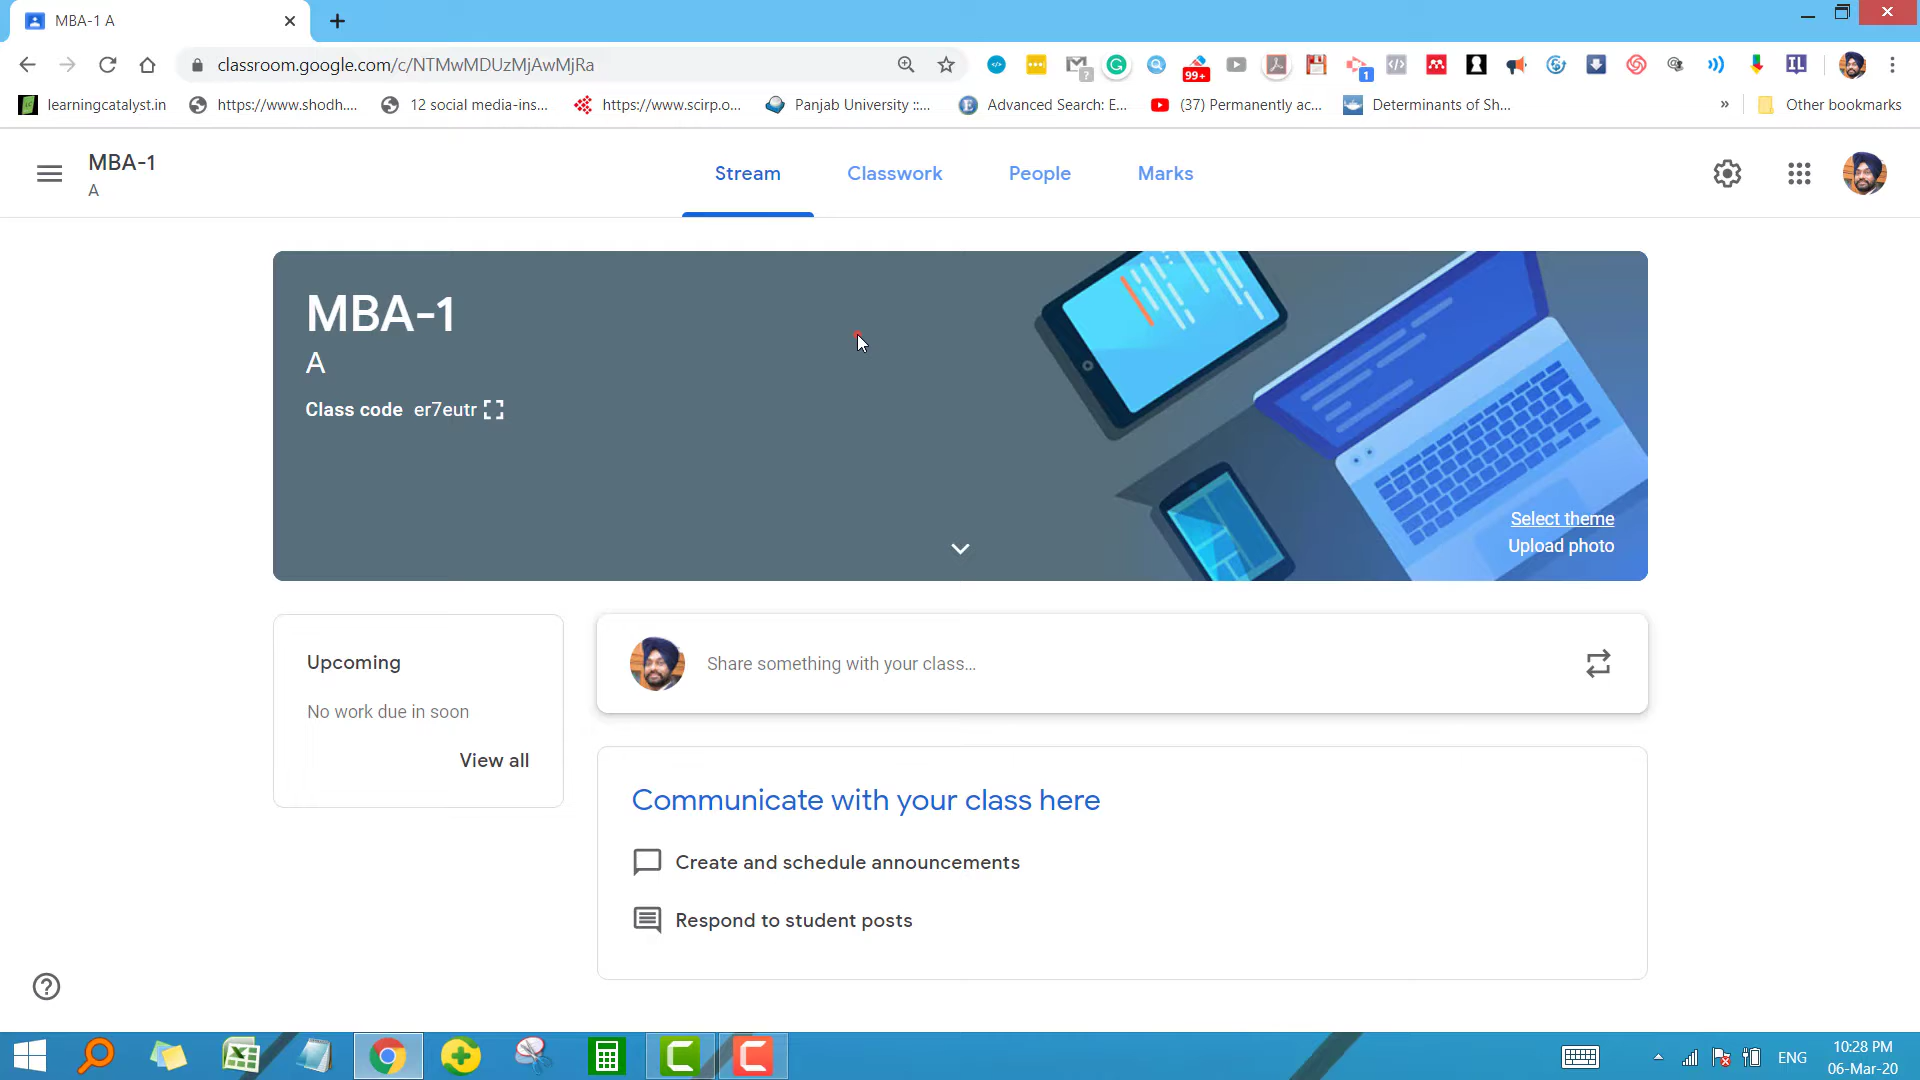 MBA-1 A
classroom.google.com/c/NTMwMDUzMjAwMjRa
99+
?
1
IL
learningcatalyst.in
https://www.shodh....
12 social media-ins...
https://www.scirp.o...
Panjab University ::...
Advanced Search: E...
(37) Permanently ac...
Determinants of Sh...
»
Other bookmarks
MBA-1
A
Stream
Classwork
People
Marks
MBA-1
A
Class code er7eutr
Select theme
Upload photo
Upcoming
No work due in soon
View all
Share something with your class...
Communicate with your class here
Create and schedule announcements
Respond to student posts
ENG
10:28 PM
06-Mar-20